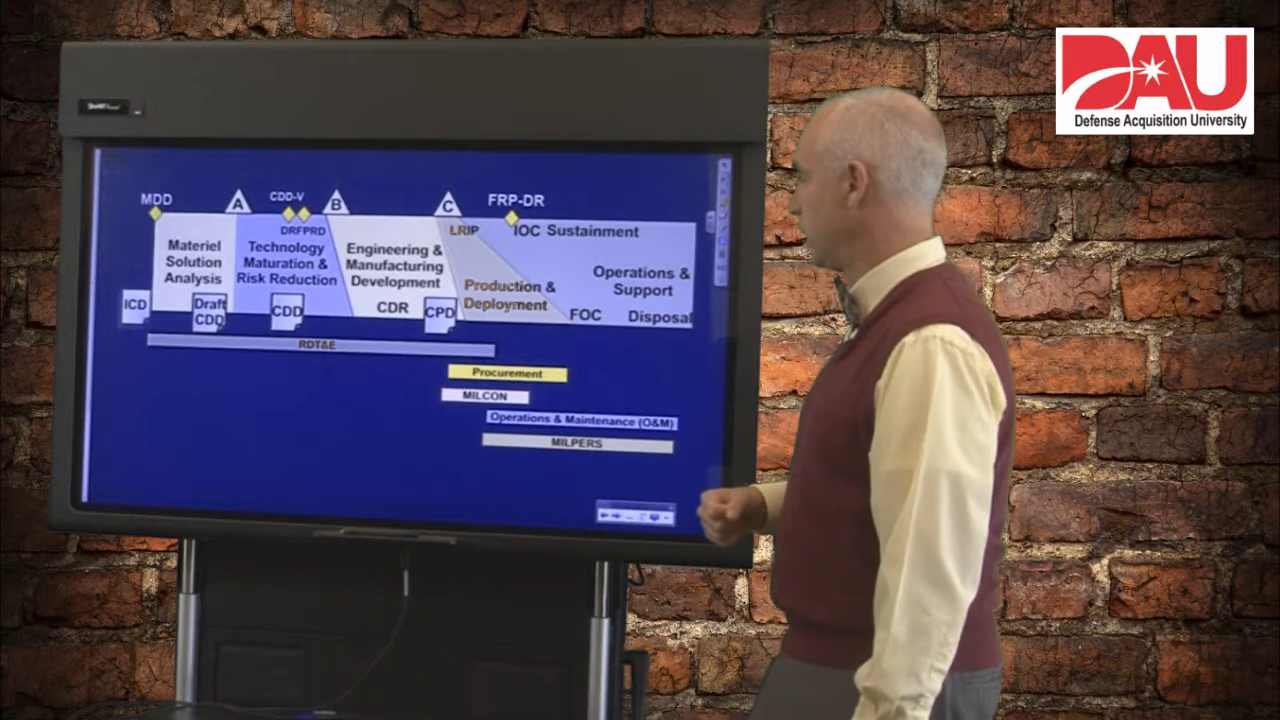 DAU
Defense Acquisition University
SMART
MDD
A
CDD-V
B
C
FRP-DR
DRFPRD
LRIP
IOC Sustainment
Materiel
Solution
Analysis
Technology
Maturation &
Risk Reduction
Engineering &
Manufacturing
Development
Production &
Deployment
Operations &
Support
ICD
Draft
CDD
CDD
CDR
CPD
FOC
Disposal
RDT&E
Procurement
MILCON
Operations & Maintenance (O&M)
MILPERS